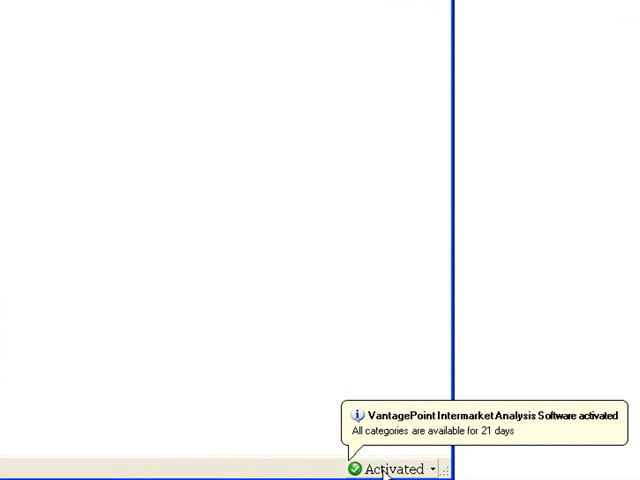 VantagePoint Intermarket Analysis Software activated
All categories are available for 21 days
Activated